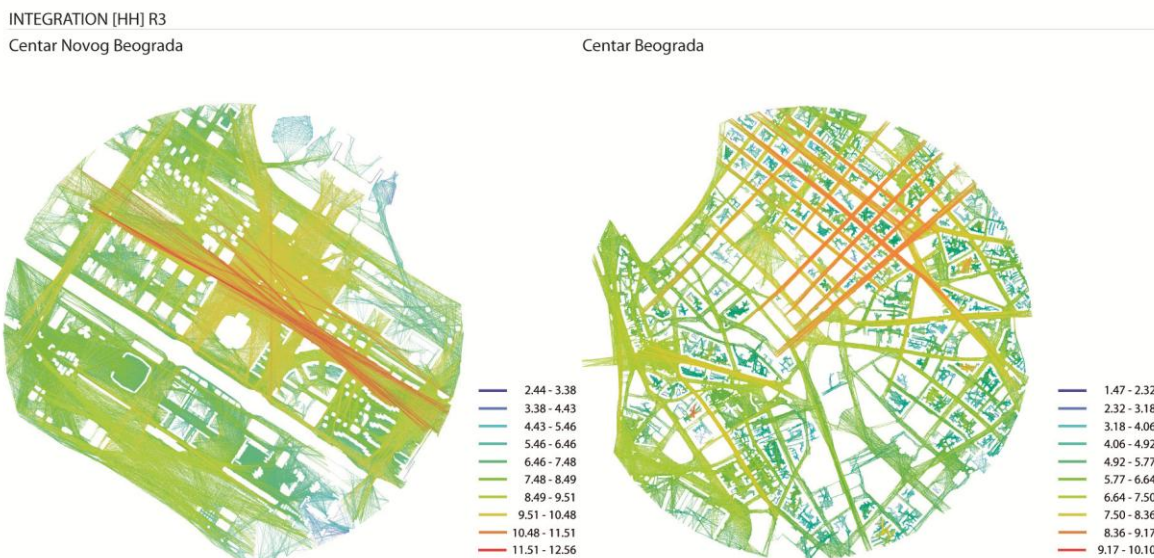 INTEGRATION [HH] R3
Centar Novog Beograda
Centar Beograda
2.44 - 3.38
3.38 - 4.43
4.43 - 5.46
5.46 - 6.46
6.46 - 7.48
7.48 - 8.49
8.49 - 9.51
9.51 - 10.48
10.48 - 11.51
11.51 - 12.56
1.47 - 2.32
2.32 - 3.18
3.18 - 4.06
4.06 - 4.92
4.92 - 5.77
5.77 - 6.64
6.64 - 7.50
7.50 - 8.36
8.36 - 9.17
9.17 - 10.10